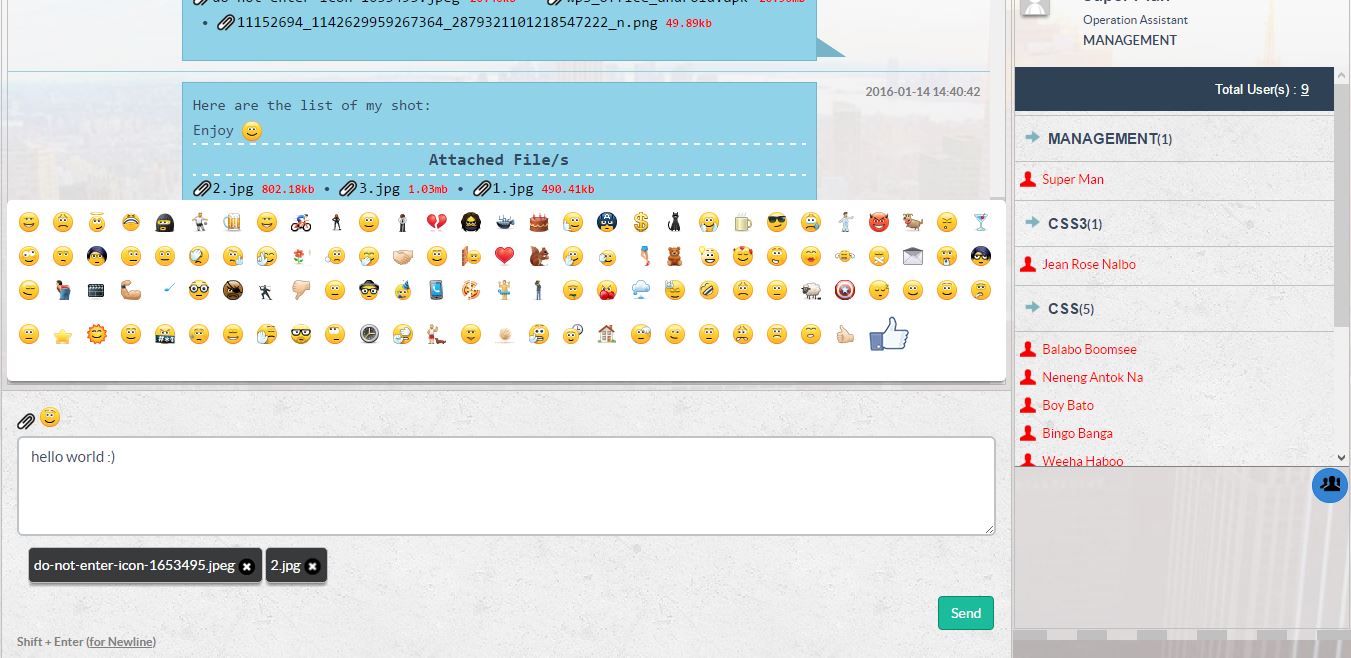 do-not-enter-icon-1653495.jpeg wps_office_android.apk
• 11152694_1142629959267364_2879321101218547222_n.png 49.89kb
2016-01-14 14:40:42
Here are the list of my shot:
Enjoy
Attached File/s
2.jpg 802.18kb • 3.jpg 1.03mb • 1.jpg 490.41kb
hello world :)
do-not-enter-icon-1653495.jpeg
2.jpg
Send
Shift + Enter (for Newline)
Super Man
Operation Assistant
MANAGEMENT
Total User(s) : 9
MANAGEMENT(1)
Super Man
CSS3(1)
Jean Rose Nalbo
CSS(5)
Balabo Boomsee
Neneng Antok Na
Boy Bato
Bingo Banga
Weeha Haboo